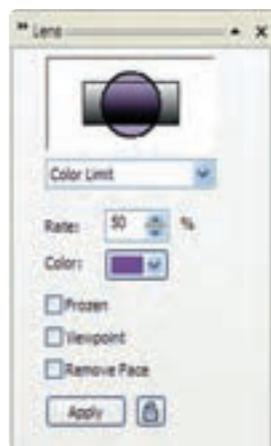 Lens
Color Limit
Rate: 50 %
Color:
Frozen
Viewpoint
Remove Face
Apply